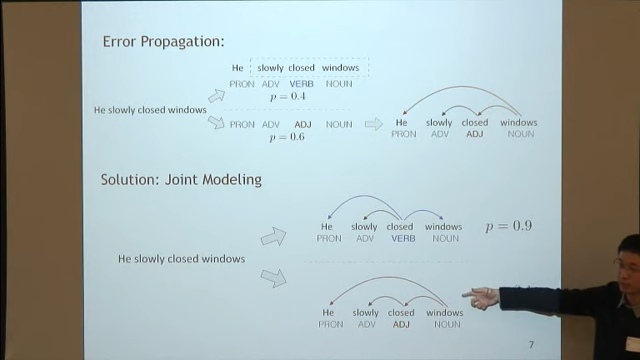 Error Propagation:
He slowly closed windows
PRON ADV VERB NOUN
p = 0.4
He slowly closed windows
PRON ADV ADJ NOUN
p = 0.6
He slowly closed windows
PRON ADV ADJ NOUN
Solution: Joint Modeling
He slowly closed windows
PRON ADV VERB NOUN
p = 0.9
He slowly closed windows
He slowly closed windows
PRON ADV ADJ NOUN
7